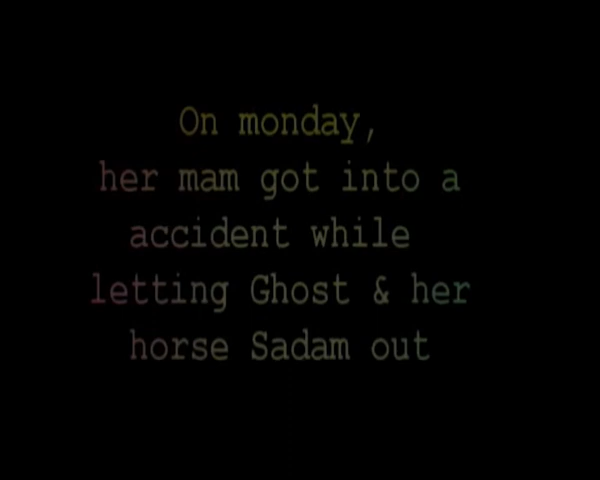 On monday,
her mam got into a
accident while
letting Ghost & her
horse Sadam out